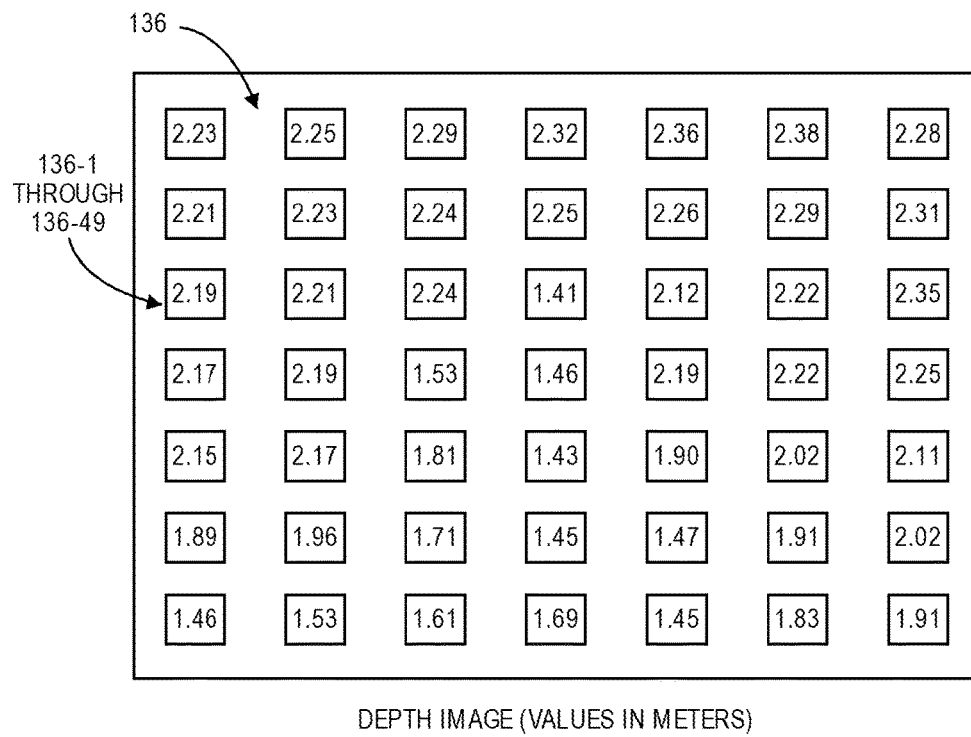 136
136-1
THROUGH
136-49
2.23 2.25 2.29 2.32 2.36 2.38 2.28
2.21 2.23 2.24 2.25 2.26 2.29 2.31
2.19 2.21 2.24 1.41 2.12 2.22 2.35
2.17 2.19 1.53 1.46 2.19 2.22 2.25
2.15 2.17 1.81 1.43 1.90 2.02 2.11
1.89 1.96 1.71 1.45 1.47 1.91 2.02
1.46 1.53 1.61 1.69 1.45 1.83 1.91
DEPTH IMAGE (VALUES IN METERS)